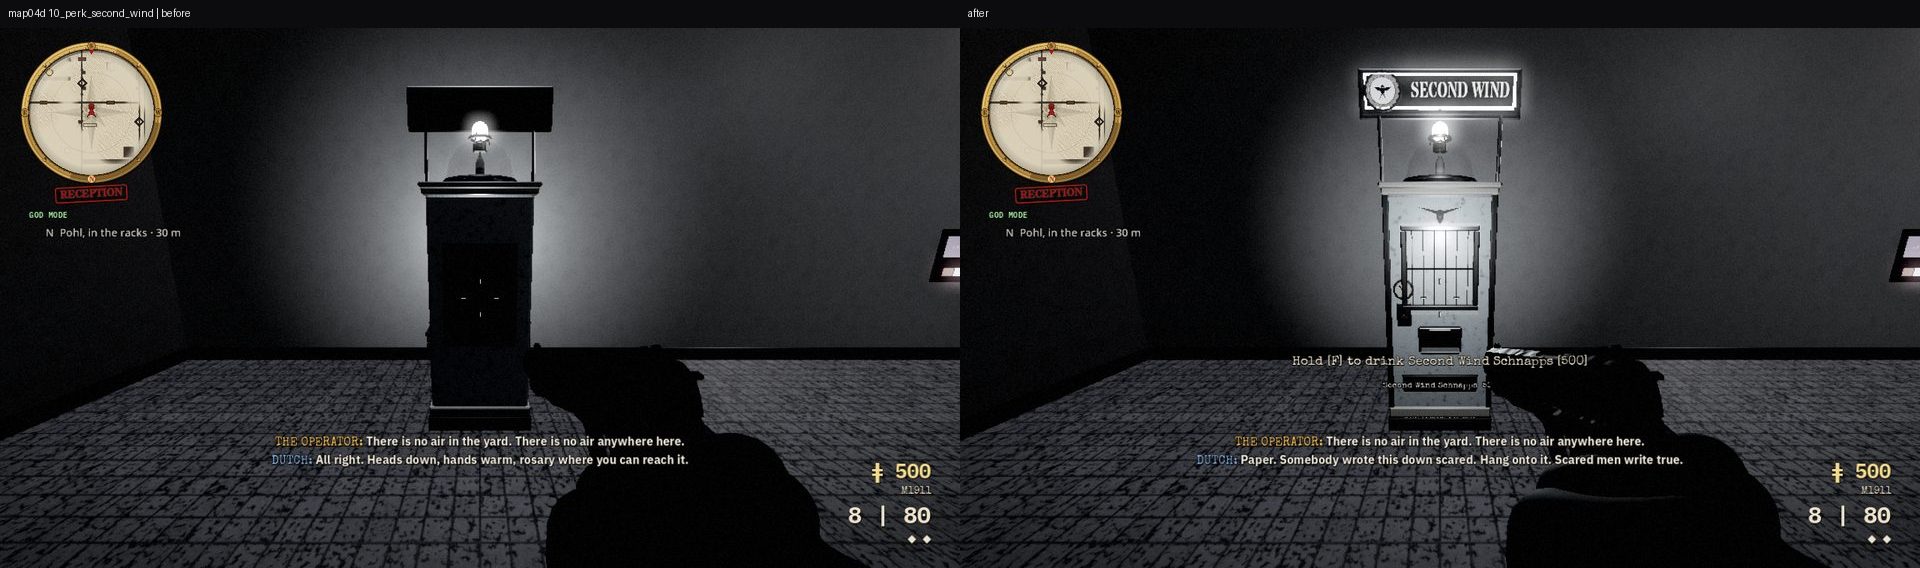 map04d 10_perk_second_wind | before
after
RECEPTION
GOD MODE
N Pohl, in the racks · 30 m
THE OPERATOR: There is no air in the yard. There is no air anywhere here.
DUTCH: All right. Heads down, hands warm, rosary where you can reach it.
500
M1911
8 | 80
SECOND WIND
RECEPTION
GOD MODE
N Pohl, in the racks · 30 m
Hold [F] to drink Second Wind Schnapps [500]
Second Wind Schnapps
THE OPERATOR: There is no air in the yard. There is no air anywhere here.
DUTCH: Paper. Somebody wrote this down scared. Hang onto it. Scared men write true.
500
M1911
8 | 80